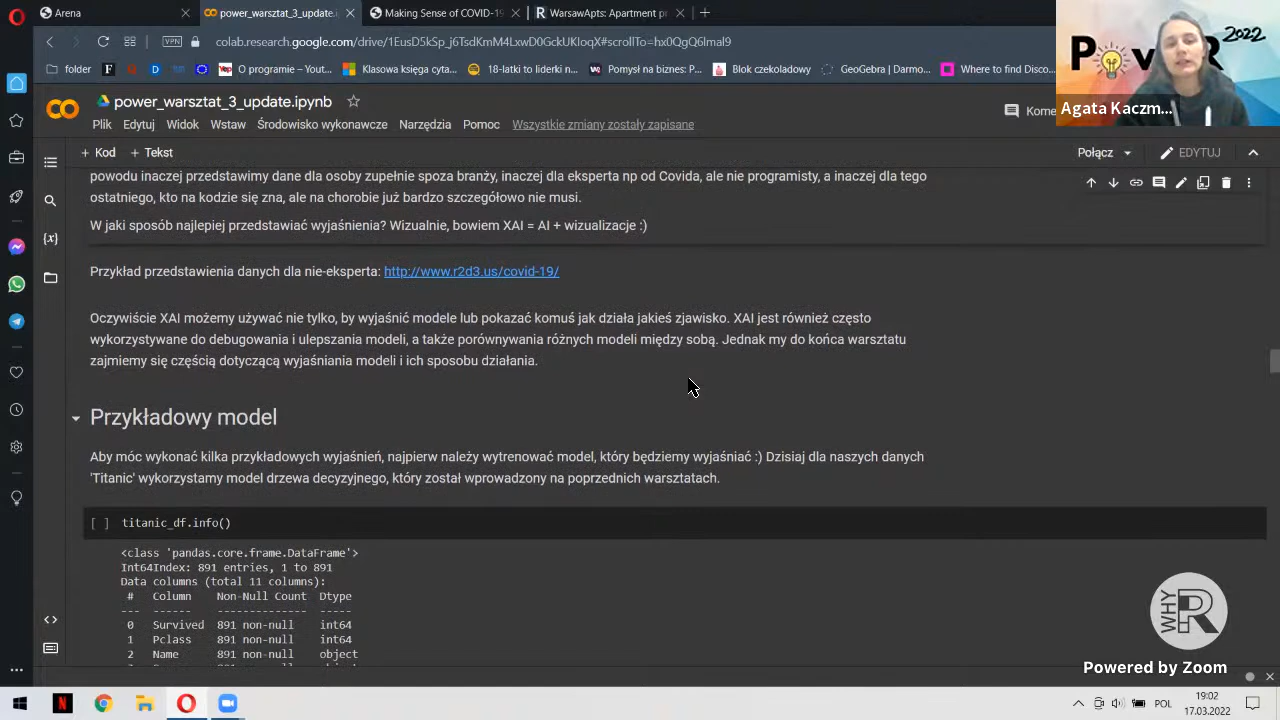 Arena
power_warsztat_3_update.ipynb
Making Sense of COVID-19
WarsawApts: Apartment pr
colab.research.google.com/drive/1EusD5kSp_j6TsdKmM4LxwD0GckUKloqX#scrollTo=hx0QgQ6lmal9
VPN
folder
O programie – Yout...
Klasowa księga cyta...
18-latki to liderki n...
Pomysł na biznes: P...
Blok czekoladowy
GeoGebra (Darmo...
Where to find Disco...
2022
Agata Kaczm...
power_warsztat_3_update.ipynb
Plik Edytuj Widok Wstaw Środowisko wykonawcze Narzędzia Pomoc Wszystkie zmiany zostały zapisane
Kome
+ Kod + Tekst
Połącz
EDYTUJ
powodu inaczej przedstawimy dane dla osoby zupełnie spoza branży, inaczej dla eksperta np od Covida, ale nie programisty, a inaczej dla tego
ostatniego, kto na kodzie się zna, ale na chorobie już bardzo szczegółowo nie musi.
W jaki sposób najlepiej przedstawiać wyjaśnienia? Wizualnie, bowiem XAI = AI + wizualizacje :)
Przykład przedstawienia danych dla nie-eksperta: http://www.r2d3.us/covid-19/
Oczywiście XAI możemy używać nie tylko, by wyjaśnić modele lub pokazać komuś jak działa jakieś zjawisko. XAI jest również często
wykorzystywane do debugowania i ulepszania modeli, a także porównywania różnych modeli między sobą. Jednak my do końca warsztatu
zajmiemy się częścią dotyczącą wyjaśniania modeli i ich sposobu działania.
Przykładowy model
Aby móc wykonać kilka przykładowych wyjaśnień, najpierw należy wytrenować model, który będziemy wyjaśniać :) Dzisiaj dla naszych danych
'Titanic' wykorzystamy model drzewa decyzyjnego, który został wprowadzony na poprzednich warsztatach.
[ ] titanic_df.info()
<class 'pandas.core.frame.DataFrame'>
Int64Index: 891 entries, 1 to 891
Data columns (total 11 columns):
# Column Non-Null Count Dtype
--- ------ -------------- -----
0 Survived 891 non-null int64
1 Pclass 891 non-null int64
2 Name 891 non-null object
WHY R
Powered by Zoom
POL
19:02
17.03.2022